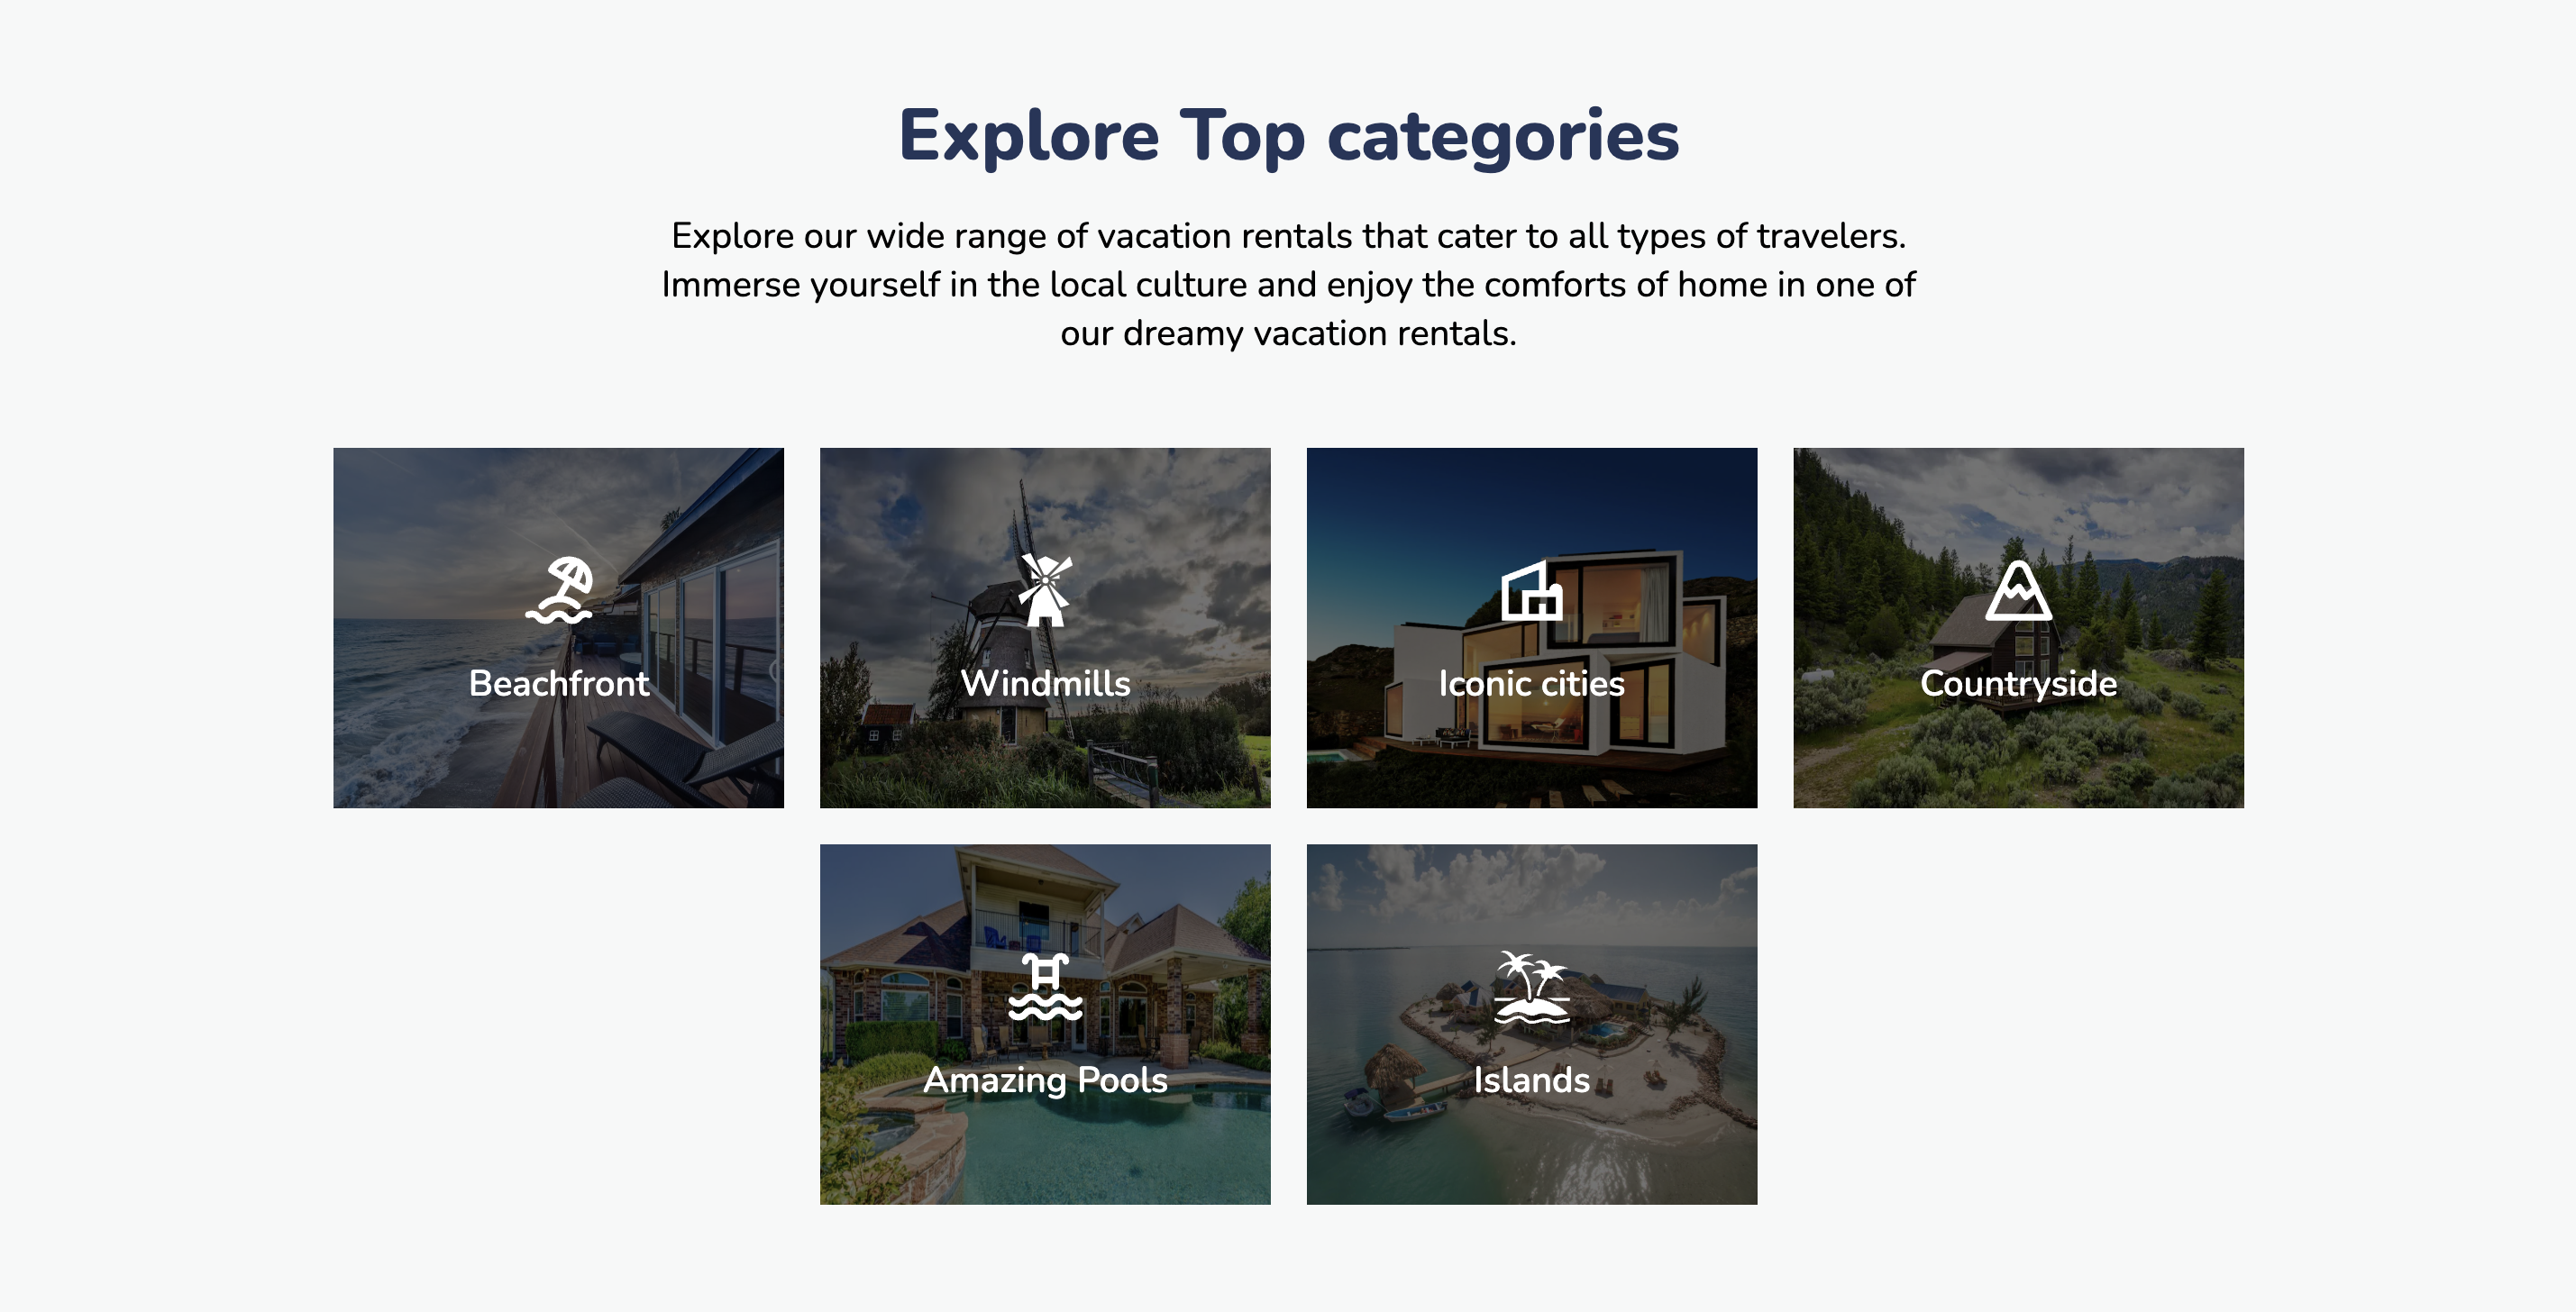 Explore Top categories
Explore our wide range of vacation rentals that cater to all types of travelers.
Immerse yourself in the local culture and enjoy the comforts of home in one of
our dreamy vacation rentals.
Beachfront
Windmills
Iconic cities
Countryside
Amazing Pools
Islands